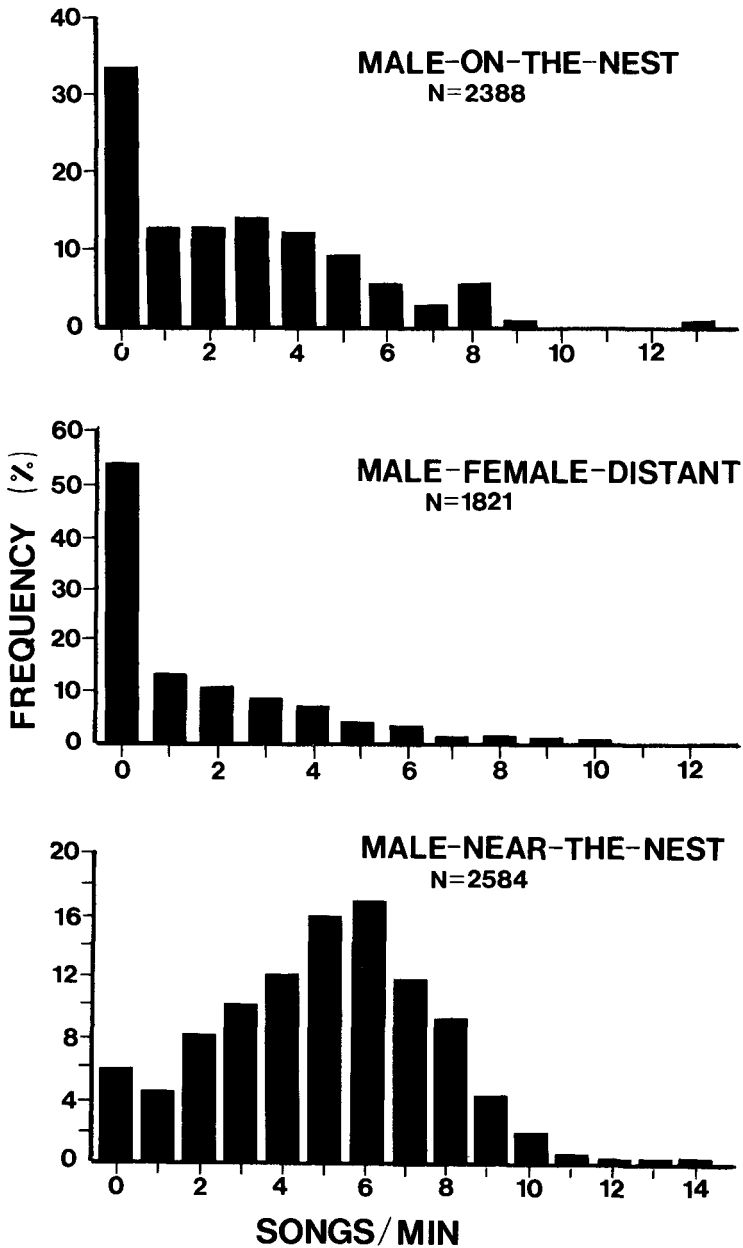 MALE-ON-THE-NEST
N=2388
40
30
20
10
0
0 2 4 6 8 10 12
MALE-FEMALE-DISTANT
N=1821
FREQUENCY (%)
60
50
40
30
20
10
0
0 2 4 6 8 10 12
MALE-NEAR-THE-NEST
N=2584
20
16
12
8
4
0
0 2 4 6 8 10 12 14
SONGS/MIN